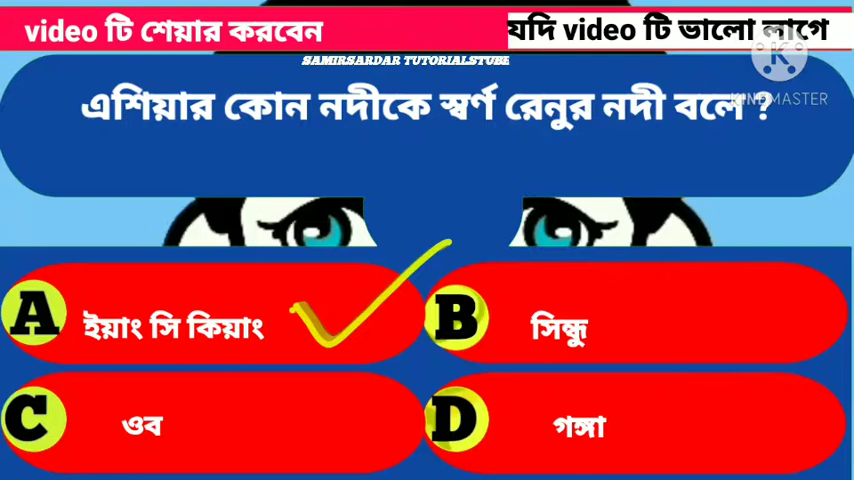 video টি শেয়ার করবেন
যদি video টি ভালো লাগে
SAMIRSARDAR TUTORIALSTUBE
KINEMASTER
এশিয়ার কোন নদীকে স্বর্ণ রেনুর নদী বলে ?
A ইয়াং সি কিয়াং
B সিন্ধু
C ওব
D গঙ্গা